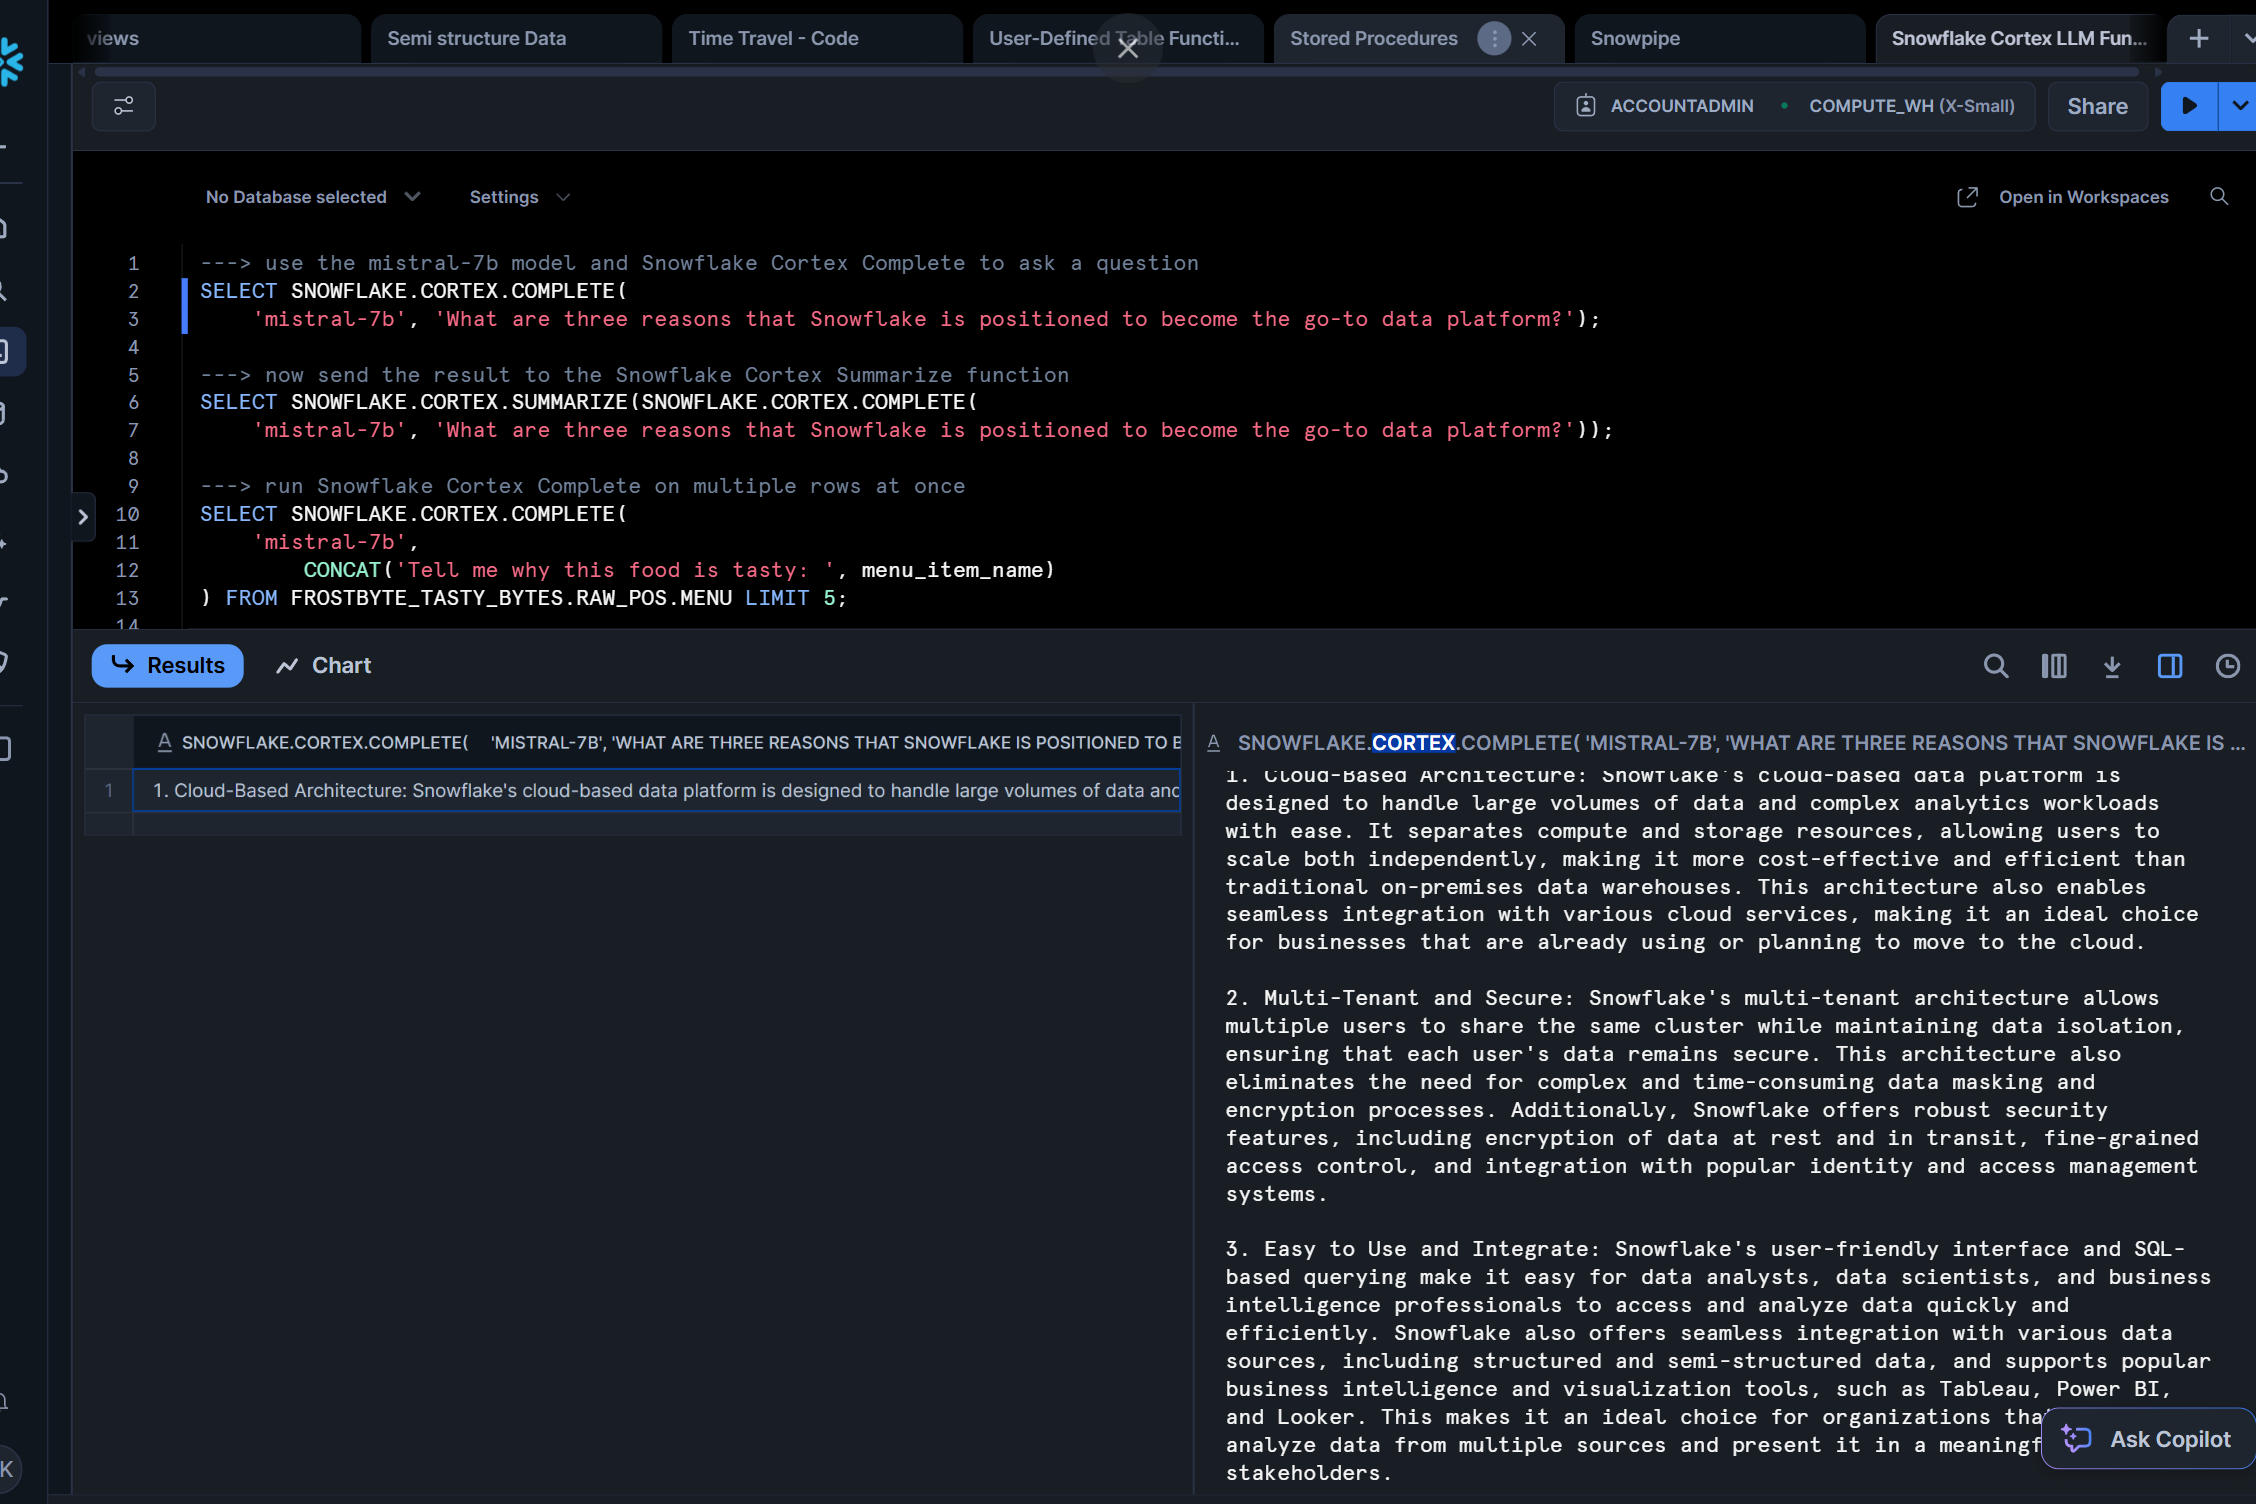 views
Semi structure Data
Time Travel - Code
User-Defined Table Functi...
Stored Procedures
Snowpipe
Snowflake Cortex LLM Fun...
ACCOUNTADMIN
COMPUTE_WH (X-Small)
Share
No Database selected
Settings
Open in Workspaces
1 ---> use the mistral-7b model and Snowflake Cortex Complete to ask a question
2 SELECT SNOWFLAKE.CORTEX.COMPLETE(
3 'mistral-7b', 'What are three reasons that Snowflake is positioned to become the go-to data platform?');
4
5 ---> now send the result to the Snowflake Cortex Summarize function
6 SELECT SNOWFLAKE.CORTEX.SUMMARIZE(SNOWFLAKE.CORTEX.COMPLETE(
7 'mistral-7b', 'What are three reasons that Snowflake is positioned to become the go-to data platform?'));
8
9 ---> run Snowflake Cortex Complete on multiple rows at once
10 SELECT SNOWFLAKE.CORTEX.COMPLETE(
11 'mistral-7b',
12 CONCAT('Tell me why this food is tasty: ', menu_item_name)
13 ) FROM FROSTBYTE_TASTY_BYTES.RAW_POS.MENU LIMIT 5;
14
Results
Chart
A SNOWFLAKE.CORTEX.COMPLETE( 'MISTRAL-7B', 'WHAT ARE THREE REASONS THAT SNOWFLAKE IS POSITIONED TO B
1 1. Cloud-Based Architecture: Snowflake's cloud-based data platform is designed to handle large volumes of data and
A SNOWFLAKE.CORTEX.COMPLETE( 'MISTRAL-7B', 'WHAT ARE THREE REASONS THAT SNOWFLAKE IS ...
1. Cloud-Based Architecture: Snowflake's cloud-based data platform is
designed to handle large volumes of data and complex analytics workloads
with ease. It separates compute and storage resources, allowing users to
scale both independently, making it more cost-effective and efficient than
traditional on-premises data warehouses. This architecture also enables
seamless integration with various cloud services, making it an ideal choice
for businesses that are already using or planning to move to the cloud.
2. Multi-Tenant and Secure: Snowflake's multi-tenant architecture allows
multiple users to share the same cluster while maintaining data isolation,
ensuring that each user's data remains secure. This architecture also
eliminates the need for complex and time-consuming data masking and
encryption processes. Additionally, Snowflake offers robust security
features, including encryption of data at rest and in transit, fine-grained
access control, and integration with popular identity and access management
systems.
3. Easy to Use and Integrate: Snowflake's user-friendly interface and SQL-
based querying make it easy for data analysts, data scientists, and business
intelligence professionals to access and analyze data quickly and
efficiently. Snowflake also offers seamless integration with various data
sources, including structured and semi-structured data, and supports popular
business intelligence and visualization tools, such as Tableau, Power BI,
and Looker. This makes it an ideal choice for organizations
analyze data from multiple sources and present it in a
stakeholders.
Ask Copilot
K